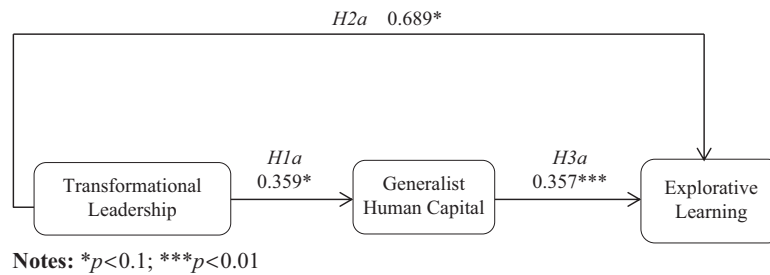 H2a 0.689*
H1a
0.359*
H3a
0.357***
Transformational
Leadership
Generalist
Human Capital
Explorative
Learning
Notes: *p<0.1; ***p<0.01